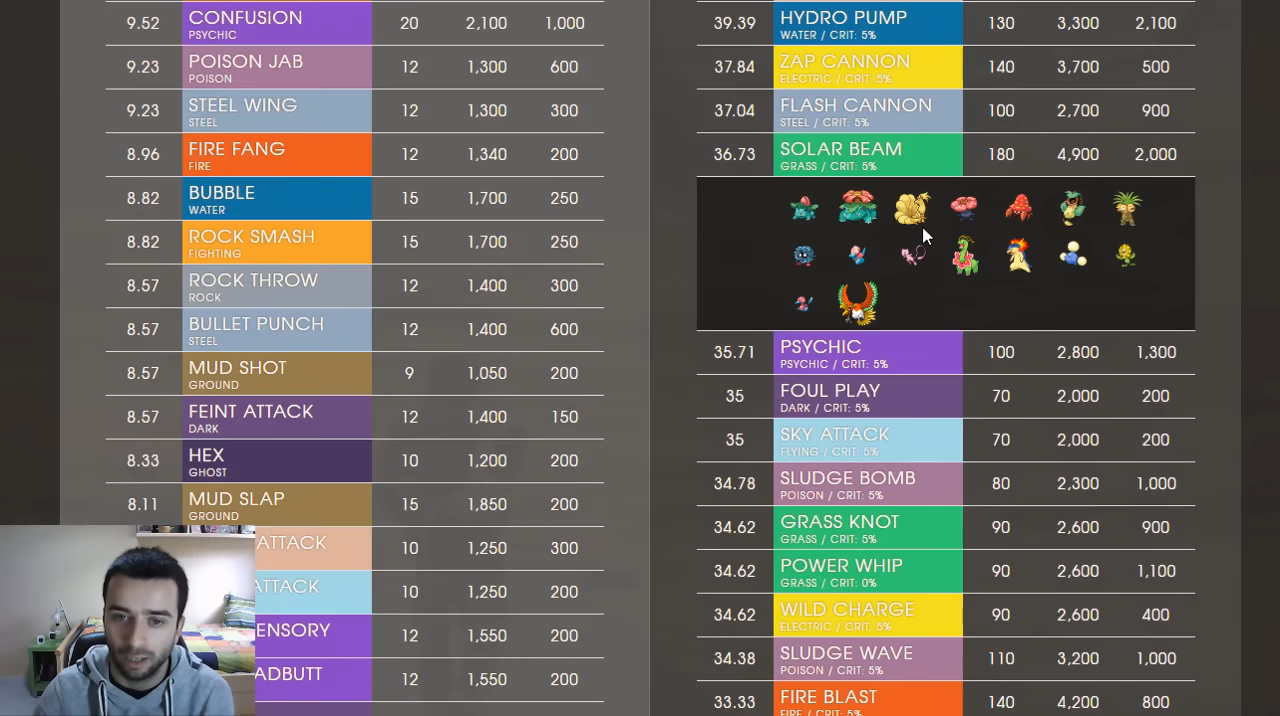 9.52 CONFUSION 20 2,100 1,000
PSYCHIC
9.23 POISON JAB 12 1,300 600
POISON
9.23 STEEL WING 12 1,300 300
STEEL
8.96 FIRE FANG 12 1,340 200
FIRE
8.82 BUBBLE 15 1,700 250
WATER
8.82 ROCK SMASH 15 1,700 250
FIGHTING
8.57 ROCK THROW 12 1,400 300
ROCK
8.57 BULLET PUNCH 12 1,400 600
STEEL
8.57 MUD SHOT 9 1,050 200
GROUND
8.57 FEINT ATTACK 12 1,400 150
DARK
8.33 HEX 10 1,200 200
GHOST
8.11 MUD SLAP 15 1,850 200
GROUND
ATTACK 10 1,250 300
ATTACK 10 1,250 200
ENSORY 12 1,550 200
ADBUTT 12 1,550 200
39.39 HYDRO PUMP 130 3,300 2,100
WATER / CRIT: 5%
37.84 ZAP CANNON 140 3,700 500
ELECTRIC / CRIT: 5%
37.04 FLASH CANNON 100 2,700 900
STEEL / CRIT: 5%
36.73 SOLAR BEAM 180 4,900 2,000
GRASS / CRIT: 5%
35.71 PSYCHIC 100 2,800 1,300
PSYCHIC / CRIT: 5%
35 FOUL PLAY 70 2,000 200
DARK / CRIT: 5%
35 SKY ATTACK 70 2,000 200
FLYING / CRIT: 5%
34.78 SLUDGE BOMB 80 2,300 1,000
POISON / CRIT: 5%
34.62 GRASS KNOT 90 2,600 900
GRASS / CRIT: 5%
34.62 POWER WHIP 90 2,600 1,100
GRASS / CRIT: 0%
34.62 WILD CHARGE 90 2,600 400
ELECTRIC / CRIT: 5%
34.38 SLUDGE WAVE 110 3,200 1,000
POISON / CRIT: 5%
33.33 FIRE BLAST 140 4,200 800
FIRE / CRIT: 5%